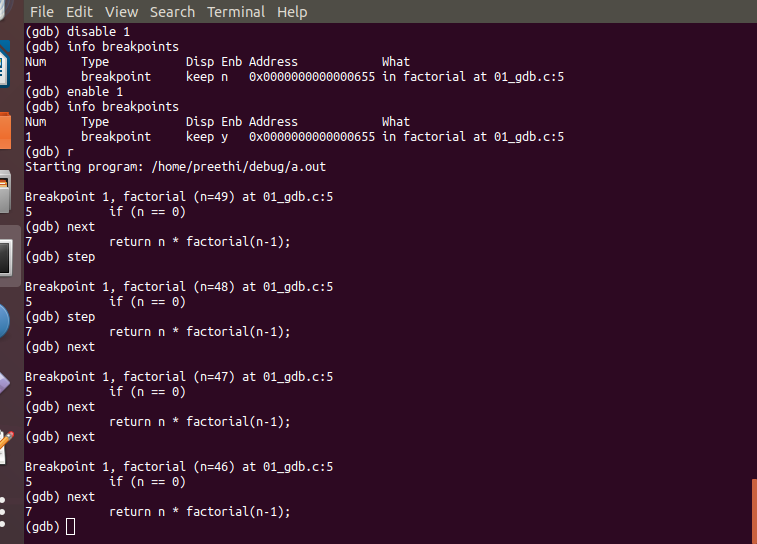 File Edit View Search Terminal Help
(gdb) disable 1
(gdb) info breakpoints
Num     Type           Disp Enb Address            What
1       breakpoint     keep n   0x0000000000000655 in factorial at 01_gdb.c:5
(gdb) enable 1
(gdb) info breakpoints
Num     Type           Disp Enb Address            What
1       breakpoint     keep y   0x0000000000000655 in factorial at 01_gdb.c:5
(gdb) r
Starting program: /home/preethi/debug/a.out
Breakpoint 1, factorial (n=49) at 01_gdb.c:5
5           if (n == 0)
(gdb) next
7           return n * factorial(n-1);
(gdb) step
Breakpoint 1, factorial (n=48) at 01_gdb.c:5
5           if (n == 0)
(gdb) step
7           return n * factorial(n-1);
(gdb) next
Breakpoint 1, factorial (n=47) at 01_gdb.c:5
5           if (n == 0)
(gdb) next
7           return n * factorial(n-1);
(gdb) next
Breakpoint 1, factorial (n=46) at 01_gdb.c:5
5           if (n == 0)
(gdb) next
7           return n * factorial(n-1);
(gdb)